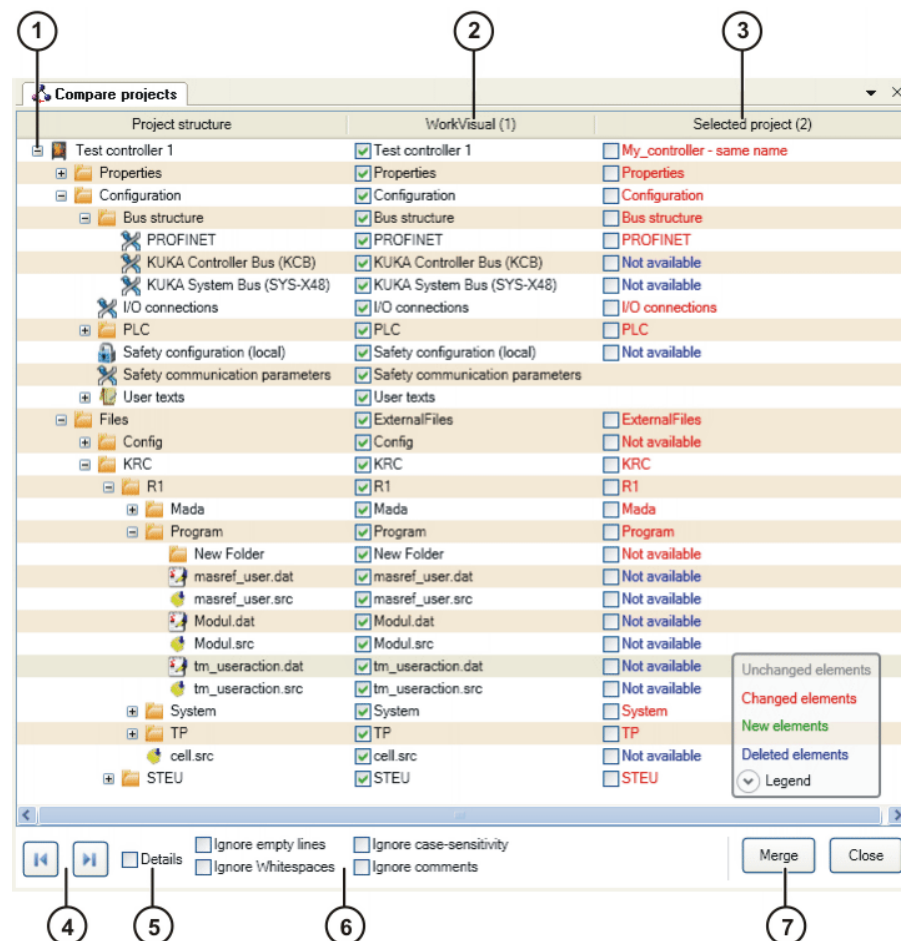 1 2 3
Compare projects
Project structure WorkVisual (1) Selected project (2)
Test controller 1 Test controller 1 My_controller - same name
Properties Properties Properties
Configuration Configuration Configuration
Bus structure Bus structure Bus structure
PROFINET PROFINET PROFINET
KUKA Controller Bus (KCB) KUKA Controller Bus (KCB) Not available
KUKA System Bus (SYS-X48) KUKA System Bus (SYS-X48) Not available
I/O connections I/O connections I/O connections
PLC PLC PLC
Safety configuration (local) Safety configuration (local) Not available
Safety communication parameters Safety communication parameters
User texts User texts
Files ExternalFiles ExternalFiles
Config Config Not available
KRC KRC KRC
R1 R1 R1
Mada Mada Mada
Program Program Program
New Folder New Folder Not available
masref_user.dat masref_user.dat Not available
masref_user.src masref_user.src Not available
Modul.dat Modul.dat Not available
Modul.src Modul.src Not available
tm_useraction.dat tm_useraction.dat Not available
tm_useraction.src tm_useraction.src Not available
System System System
TP TP TP
cell.src cell.src Not available
STEU STEU STEU
Unchanged elements
Changed elements
New elements
Deleted elements
Legend
Details
Ignore empty lines Ignore case-sensitivity
Ignore Whitespaces Ignore comments
Merge Close
4 5 6 7